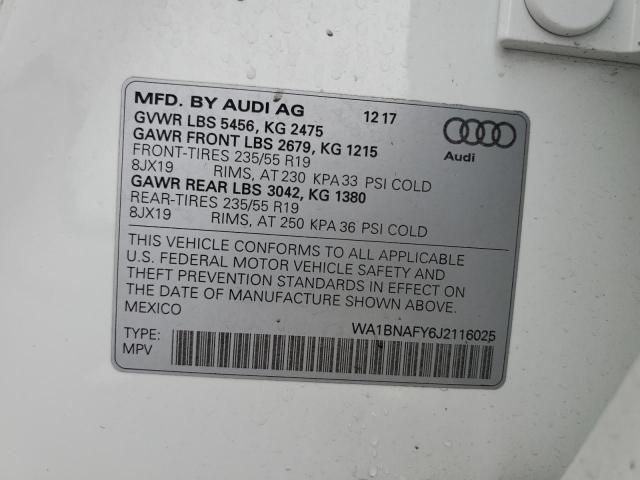 MFD. BY AUDI AG 12 17
GVWR LBS 5456, KG 2475
GAWR FRONT LBS 2679, KG 1215
FRONT-TIRES 235/55 R19
8JX19 RIMS, AT 230 KPA 33 PSI COLD
GAWR REAR LBS 3042, KG 1380
REAR-TIRES 235/55 R19
8JX19 RIMS, AT 250 KPA 36 PSI COLD
Audi
THIS VEHICLE CONFORMS TO ALL APPLICABLE
U.S. FEDERAL MOTOR VEHICLE SAFETY AND
THEFT PREVENTION STANDARDS IN EFFECT ON
THE DATE OF MANUFACTURE SHOWN ABOVE.
MEXICO
WA1BNAFY6J2116025
TYPE:
MPV